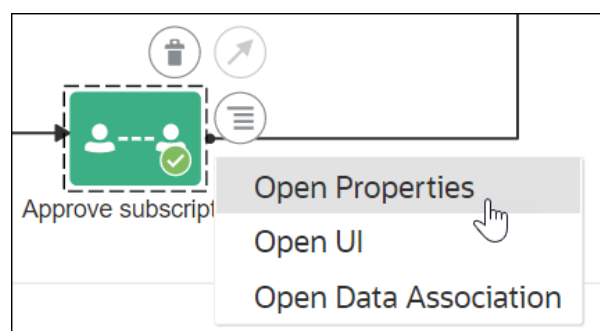 Open Properties
Approve subscript
Open UI
Open Data Association